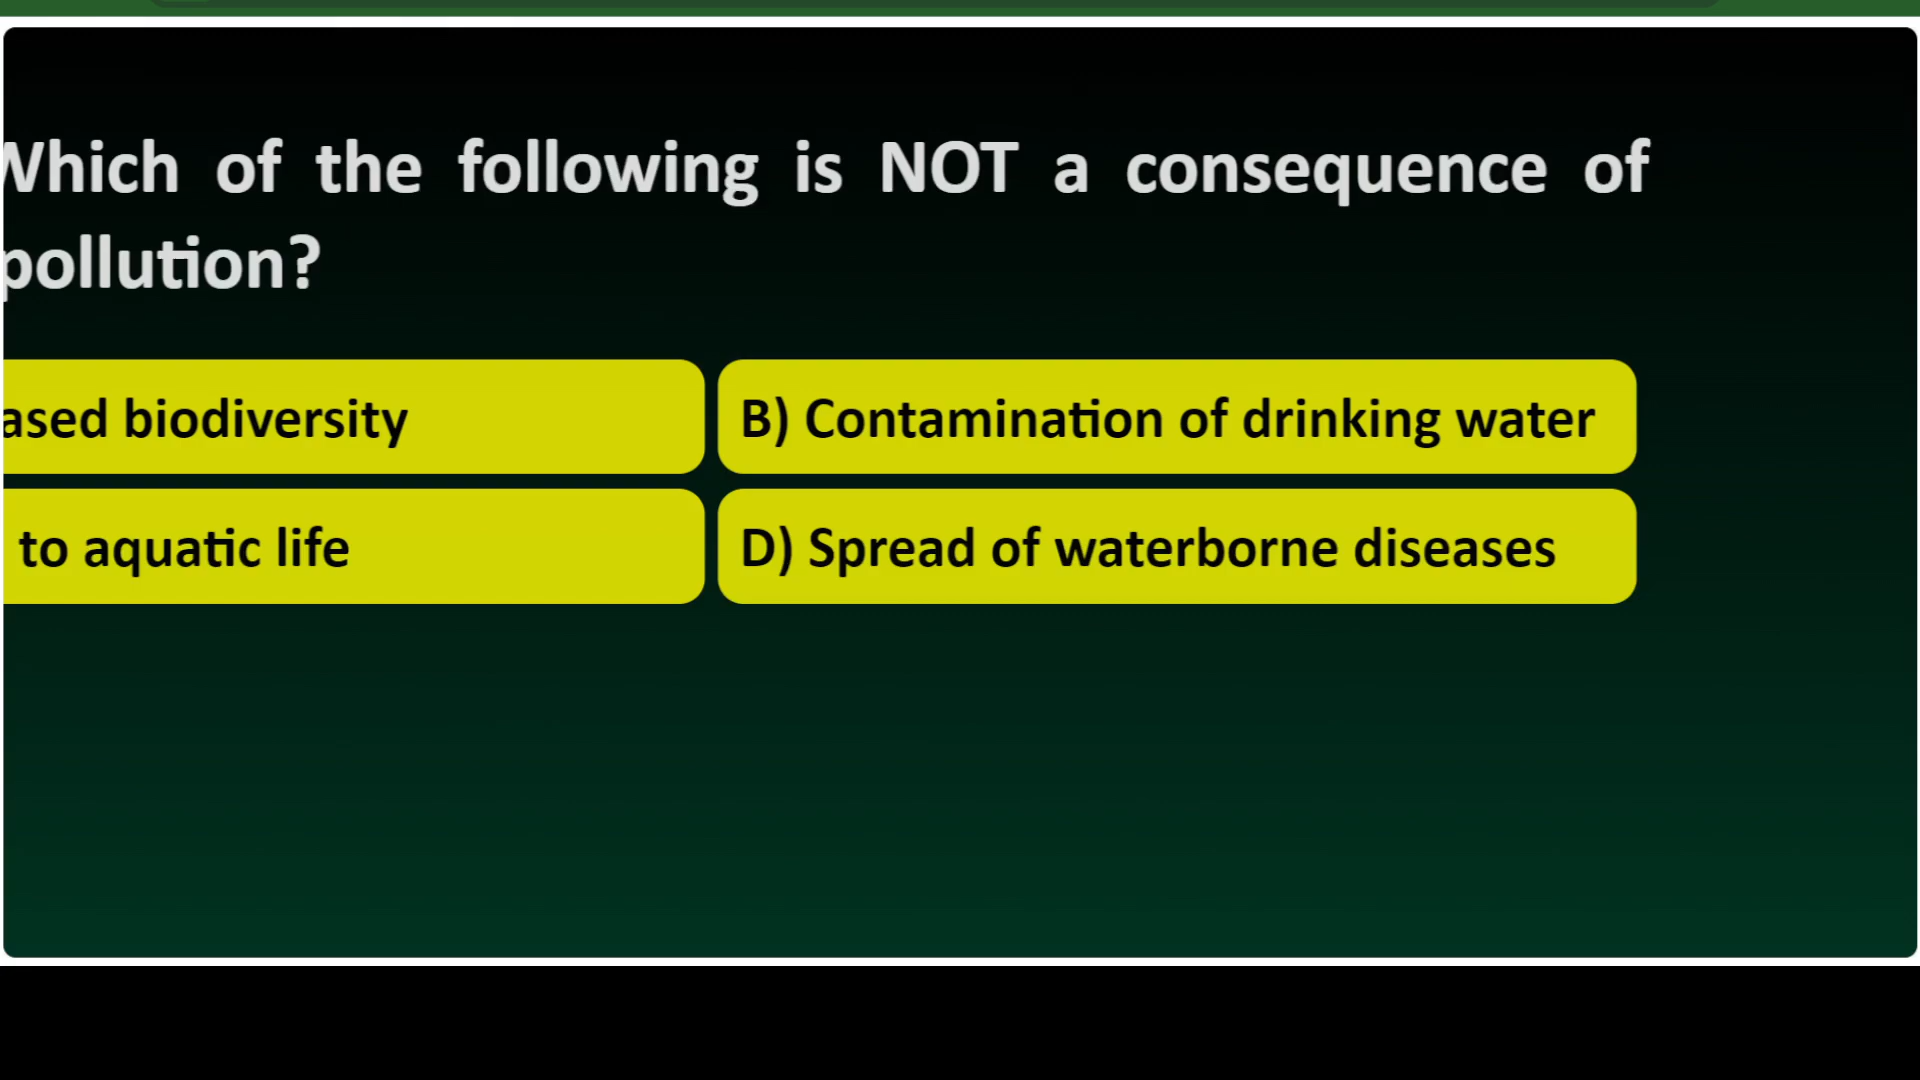 Which of the following is NOT a consequence of
pollution?
ased biodiversity
B) Contamination of drinking water
to aquatic life
D) Spread of waterborne diseases